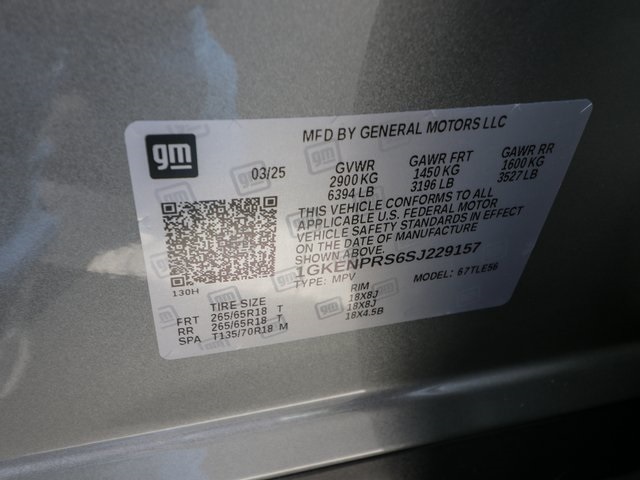 gm
MFD BY GENERAL MOTORS LLC
03/25 GVWR GAWR FRT GAWR RR
2900 KG 1450 KG 1600 KG
6394 LB 3196 LB 3527 LB
THIS VEHICLE CONFORMS TO ALL
APPLICABLE U.S. FEDERAL MOTOR
VEHICLE SAFETY STANDARDS IN EFFECT
ON THE DATE OF MANUFACTURE
SHOWN ABOVE.
1GKENPRS6SJ229157
TYPE: MPV MODEL: 67TLE56
130H
TIRE SIZE RIM
FRT 265/65R18 T 18X8J
RR 265/65R18 T 18X8J
SPA T135/70R18 M 18X4.5B